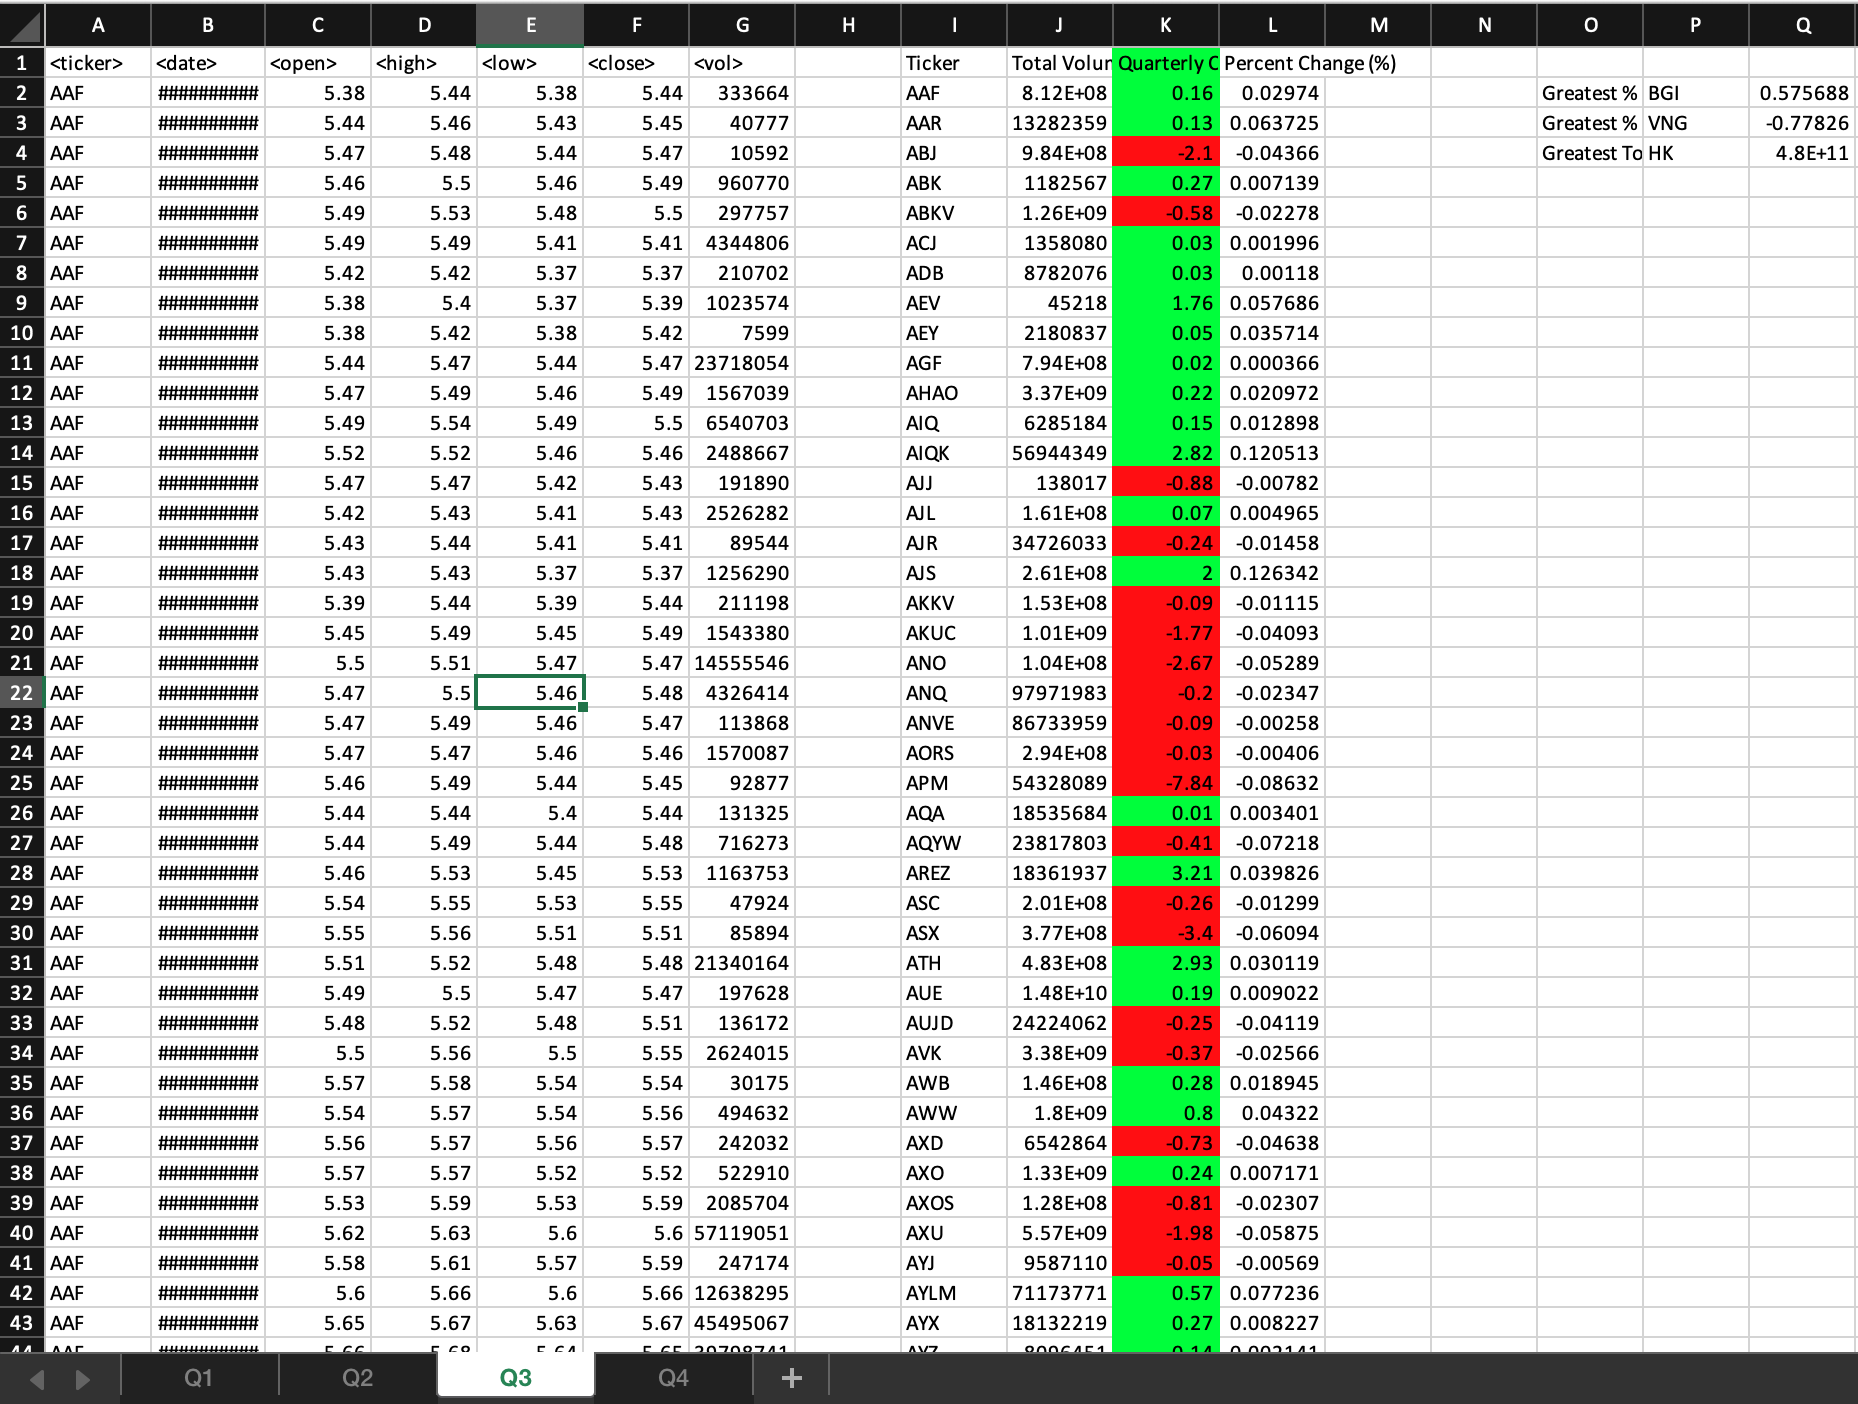 A B C D E F G H I J K L M N O P Q
1 <ticker> <date> <open> <high> <low> <close> <vol> Ticker Total Volur Quarterly C Percent Change (%)
2 AAF ########## 5.38 5.44 5.38 5.44 333664 AAF 8.12E+08 0.16 0.02974 Greatest % BGI 0.575688
3 AAF ########## 5.44 5.46 5.43 5.45 40777 AAR 13282359 0.13 0.063725 Greatest % VNG -0.77826
4 AAF ########## 5.47 5.48 5.44 5.47 10592 ABJ 9.84E+08 -2.1 -0.04366 Greatest To HK 4.8E+11
5 AAF ########## 5.46 5.5 5.46 5.49 960770 ABK 1182567 0.27 0.007139
6 AAF ########## 5.49 5.53 5.48 5.5 297757 ABKV 1.26E+09 -0.58 -0.02278
7 AAF ########## 5.49 5.49 5.41 5.41 4344806 ACJ 1358080 0.03 0.001996
8 AAF ########## 5.42 5.42 5.37 5.37 210702 ADB 8782076 0.03 0.00118
9 AAF ########## 5.38 5.4 5.37 5.39 1023574 AEV 45218 1.76 0.057686
10 AAF ########## 5.38 5.42 5.38 5.42 7599 AEY 2180837 0.05 0.035714
11 AAF ########## 5.44 5.47 5.44 5.47 23718054 AGF 7.94E+08 0.02 0.000366
12 AAF ########## 5.47 5.49 5.46 5.49 1567039 AHAO 3.37E+09 0.22 0.020972
13 AAF ########## 5.49 5.54 5.49 5.5 6540703 AIQ 6285184 0.15 0.012898
14 AAF ########## 5.52 5.52 5.46 5.46 2488667 AIQK 56944349 2.82 0.120513
15 AAF ########## 5.47 5.47 5.42 5.43 191890 AJJ 138017 -0.88 -0.00782
16 AAF ########## 5.42 5.43 5.41 5.43 2526282 AJL 1.61E+08 0.07 0.004965
17 AAF ########## 5.43 5.44 5.41 5.41 89544 AJR 34726033 -0.24 -0.01458
18 AAF ########## 5.43 5.43 5.37 5.37 1256290 AJS 2.61E+08 2 0.126342
19 AAF ########## 5.39 5.44 5.39 5.44 211198 AKKV 1.53E+08 -0.09 -0.01115
20 AAF ########## 5.45 5.49 5.45 5.49 1543380 AKUC 1.01E+09 -1.77 -0.04093
21 AAF ########## 5.5 5.51 5.47 5.47 14555546 ANO 1.04E+08 -2.67 -0.05289
22 AAF ########## 5.47 5.5 5.46 5.48 4326414 ANQ 97971983 -0.2 -0.02347
23 AAF ########## 5.47 5.49 5.46 5.47 113868 ANVE 86733959 -0.09 -0.00258
24 AAF ########## 5.47 5.47 5.46 5.46 1570087 AORS 2.94E+08 -0.03 -0.00406
25 AAF ########## 5.46 5.49 5.44 5.45 92877 APM 54328089 -7.84 -0.08632
26 AAF ########## 5.44 5.44 5.4 5.44 131325 AQA 18535684 0.01 0.003401
27 AAF ########## 5.44 5.49 5.44 5.48 716273 AQYW 23817803 -0.41 -0.07218
28 AAF ########## 5.46 5.53 5.45 5.53 1163753 AREZ 18361937 3.21 0.039826
29 AAF ########## 5.54 5.55 5.53 5.55 47924 ASC 2.01E+08 -0.26 -0.01299
30 AAF ########## 5.55 5.56 5.51 5.51 85894 ASX 3.77E+08 -3.4 -0.06094
31 AAF ########## 5.51 5.52 5.48 5.48 21340164 ATH 4.83E+08 2.93 0.030119
32 AAF ########## 5.49 5.5 5.47 5.47 197628 AUE 1.48E+10 0.19 0.009022
33 AAF ########## 5.48 5.52 5.48 5.51 136172 AUJD 24224062 -0.25 -0.04119
34 AAF ########## 5.5 5.56 5.5 5.55 2624015 AVK 3.38E+09 -0.37 -0.02566
35 AAF ########## 5.57 5.58 5.54 5.54 30175 AWB 1.46E+08 0.28 0.018945
36 AAF ########## 5.54 5.57 5.54 5.56 494632 AWW 1.8E+09 0.8 0.04322
37 AAF ########## 5.56 5.57 5.56 5.57 242032 AXD 6542864 -0.73 -0.04638
38 AAF ########## 5.57 5.57 5.52 5.52 522910 AXO 1.33E+09 0.24 0.007171
39 AAF ########## 5.53 5.59 5.53 5.59 2085704 AXOS 1.28E+08 -0.81 -0.02307
40 AAF ########## 5.62 5.63 5.6 5.6 57119051 AXU 5.57E+09 -1.98 -0.05875
41 AAF ########## 5.58 5.61 5.57 5.59 247174 AYJ 9587110 -0.05 -0.00569
42 AAF ########## 5.6 5.66 5.6 5.66 12638295 AYLM 71173771 0.57 0.077236
43 AAF ########## 5.65 5.67 5.63 5.67 45495067 AYX 18132219 0.27 0.008227
Q1 Q2 Q3 Q4 +